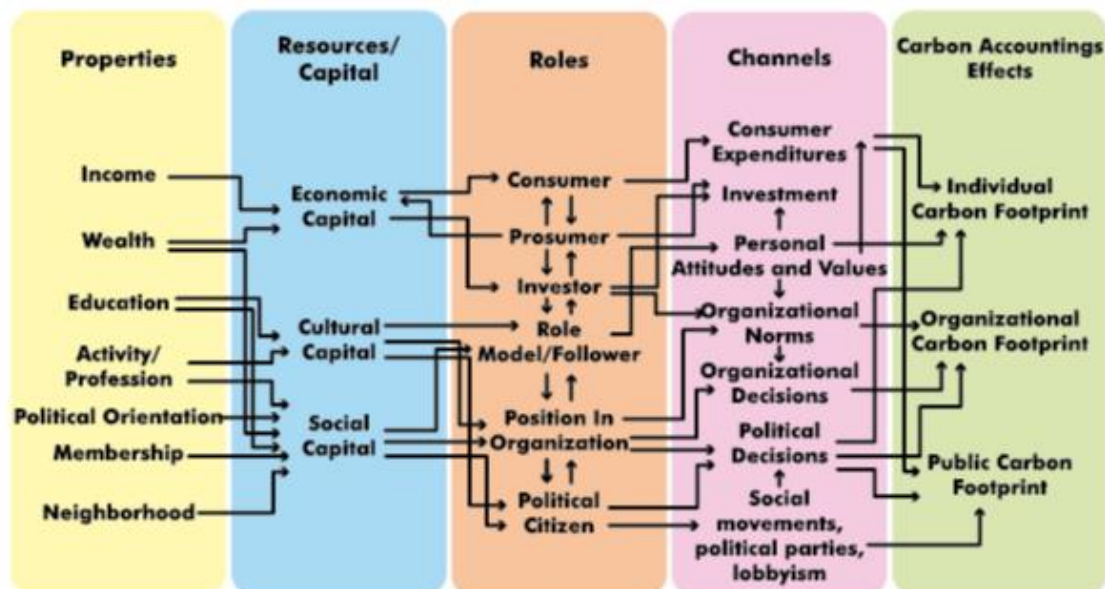 Properties
Income
Wealth
Education
Activity/
Profession
Political Orientation
Membership
Neighborhood
Resources/
Capital
Economic
Capital
Cultural
Capital
Social
Capital
Roles
Consumer
Prosumer
Investor
Role
Model/Follower
Position In
Organization
Political
Citizen
Channels
Consumer
Expenditures
Investment
Personal
Attitudes and Values
Organizational
Norms
Organizational
Decisions
Political
Decisions
Social
movements,
political parties,
lobbyism
Carbon Accountings
Effects
Individual
Carbon Footprint
Organizational
Carbon Footprint
Public Carbon
Footprint